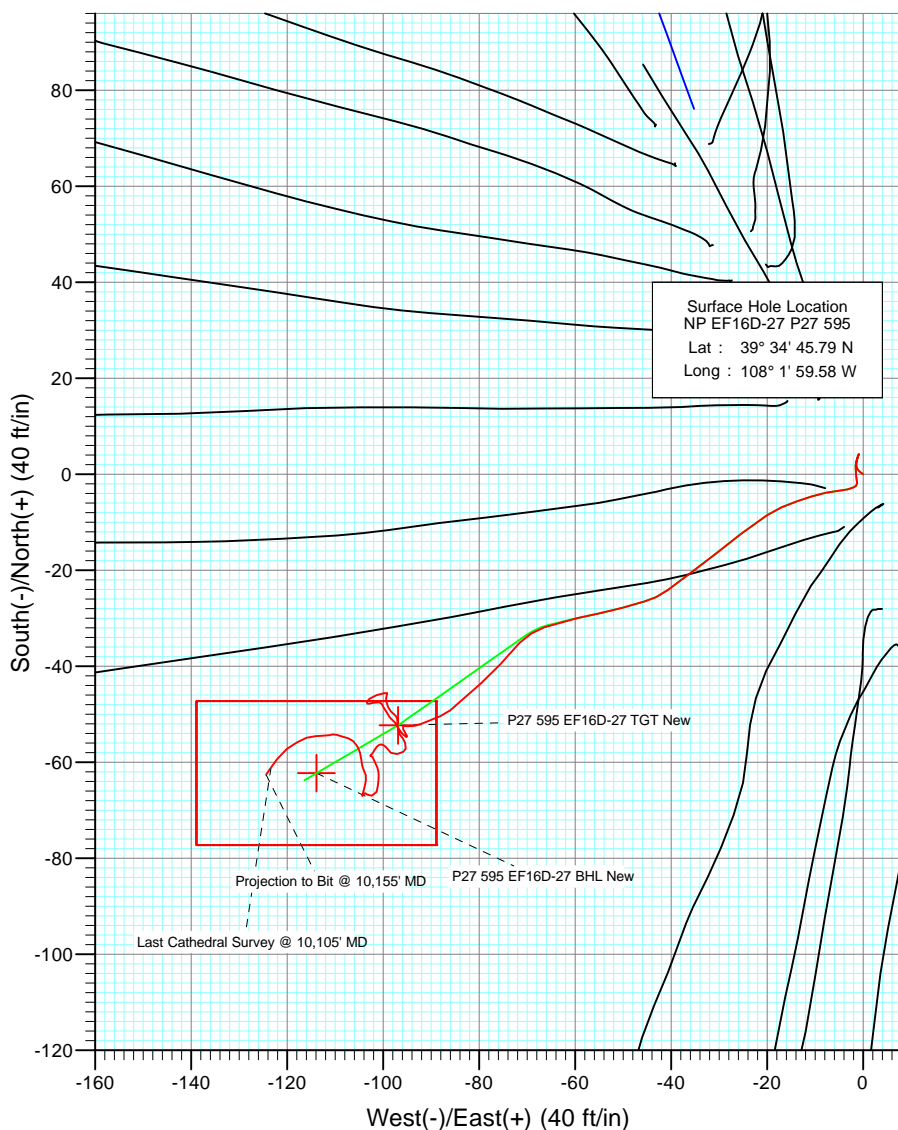 80
60
40
20
0
-20
-40
-60
-80
-100
-120
South(-)/North(+) (40 ft/in)
Surface Hole Location
NP EF16D-27 P27 595
Lat : 39° 34' 45.79 N
Long : 108° 1' 59.58 W
P27 595 EF16D-27 TGT New
Projection to Bit @ 10,155' MD
P27 595 EF16D-27 BHL New
Last Cathedral Survey @ 10,105' MD
-160 -140 -120 -100 -80 -60 -40 -20 0
West(-)/East(+) (40 ft/in)